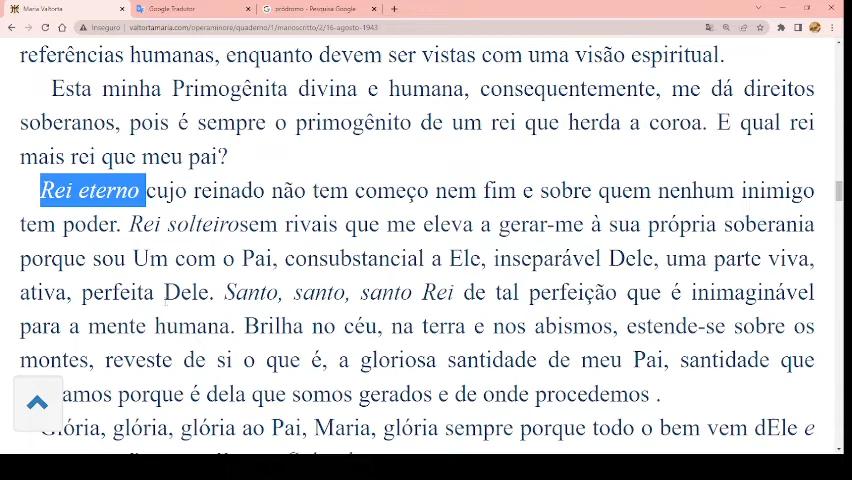 Maria Valtorta
Google Tradutor
pródromo - Pesquisa Google
Inseguro | valtortamaria.com/operaminore/quaderno/1/manoscritto/2/16-agosto-1943
referências humanas, enquanto devem ser vistas com uma visão espiritual.
Esta minha Primogênita divina e humana, consequentemente, me dá direitos
soberanos, pois é sempre o primogênito de um rei que herda a coroa. E qual rei
mais rei que meu pai?
Rei eterno cujo reinado não tem começo nem fim e sobre quem nenhum inimigo
tem poder. Rei solteirosem rivais que me eleva a gerar-me à sua própria soberania
porque sou Um com o Pai, consubstancial a Ele, inseparável Dele, uma parte viva,
ativa, perfeita Dele. Santo, santo, santo Rei de tal perfeição que é inimaginável
para a mente humana. Brilha no céu, na terra e nos abismos, estende-se sobre os
montes, reveste de si o que é, a gloriosa santidade de meu Pai, santidade que
amos porque é dela que somos gerados e de onde procedemos .
Glória, glória, glória ao Pai, Maria, glória sempre porque todo o bem vem dEle e